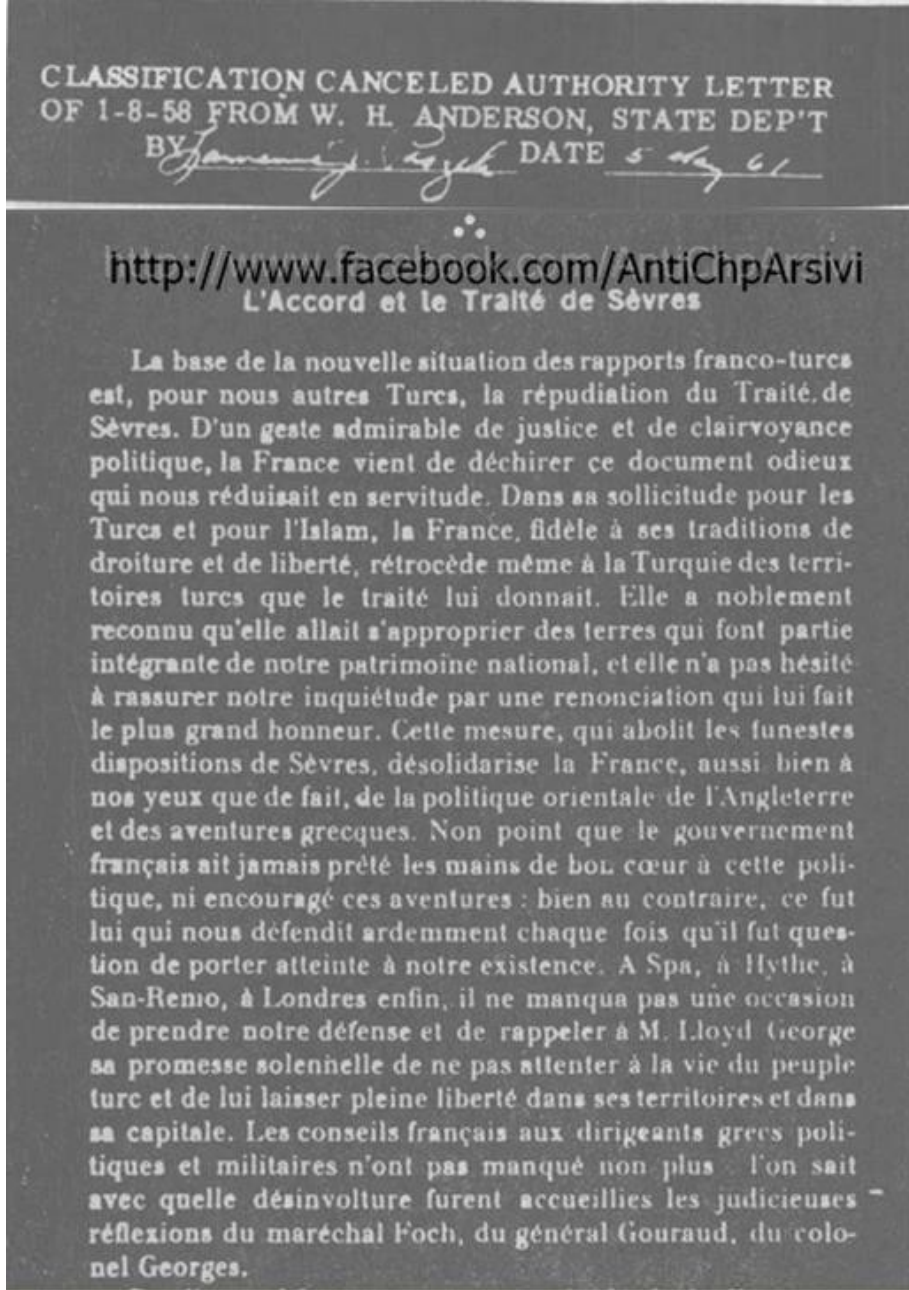 CLASSIFICATION CANCELED AUTHORITY LETTER
OF 1-8-58 FROM W. H. ANDERSON, STATE DEP'T
BY DATE 5 May 61
http://www.facebook.com/AntiChpArsivi
L'Accord et le Traité de Sèvres
La base de la nouvelle situation des rapports franco-turcs
est, pour nous autres Turcs, la répudiation du Traité de
Sèvres. D'un geste admirable de justice et de clairvoyance
politique, la France vient de déchirer ce document odieux
qui nous réduisait en servitude. Dans sa sollicitude pour les
Turcs et pour l'Islam, la France, fidèle à ses traditions de
droiture et de liberté, rétrocède même à la Turquie des terri-
toires turcs que le traité lui donnait. Elle a noblement
reconnu qu'elle allait s'approprier des terres qui font partie
intégrante de notre patrimoine national, et elle n'a pas hésité
à rassurer notre inquiétude par une renonciation qui lui fait
le plus grand honneur. Cette mesure, qui abolit les funestes
dispositions de Sèvres, désolidarise la France, aussi bien à
nos yeux que de fait, de la politique orientale de l'Angleterre
et des aventures grecques. Non point que le gouvernement
français ait jamais prêté les mains de bon cœur à cette poli-
tique, ni encouragé ces aventures : bien au contraire, ce fut
lui qui nous défendit ardemment chaque fois qu'il fut ques-
tion de porter atteinte à notre existence. A Spa, à Hythe, à
San-Remo, à Londres enfin, il ne manqua pas une occasion
de prendre notre défense et de rappeler à M. Lloyd George
sa promesse solennelle de ne pas attenter à la vie du peuple
turc et de lui laisser pleine liberté dans ses territoires et dans
sa capitale. Les conseils français aux dirigeants grecs poli-
tiques et militaires n'ont pas manqué non plus : l'on sait
avec quelle désinvolture furent accueillies les judicieuses
réflexions du maréchal Foch, du général Gouraud, du colo-
nel Georges.